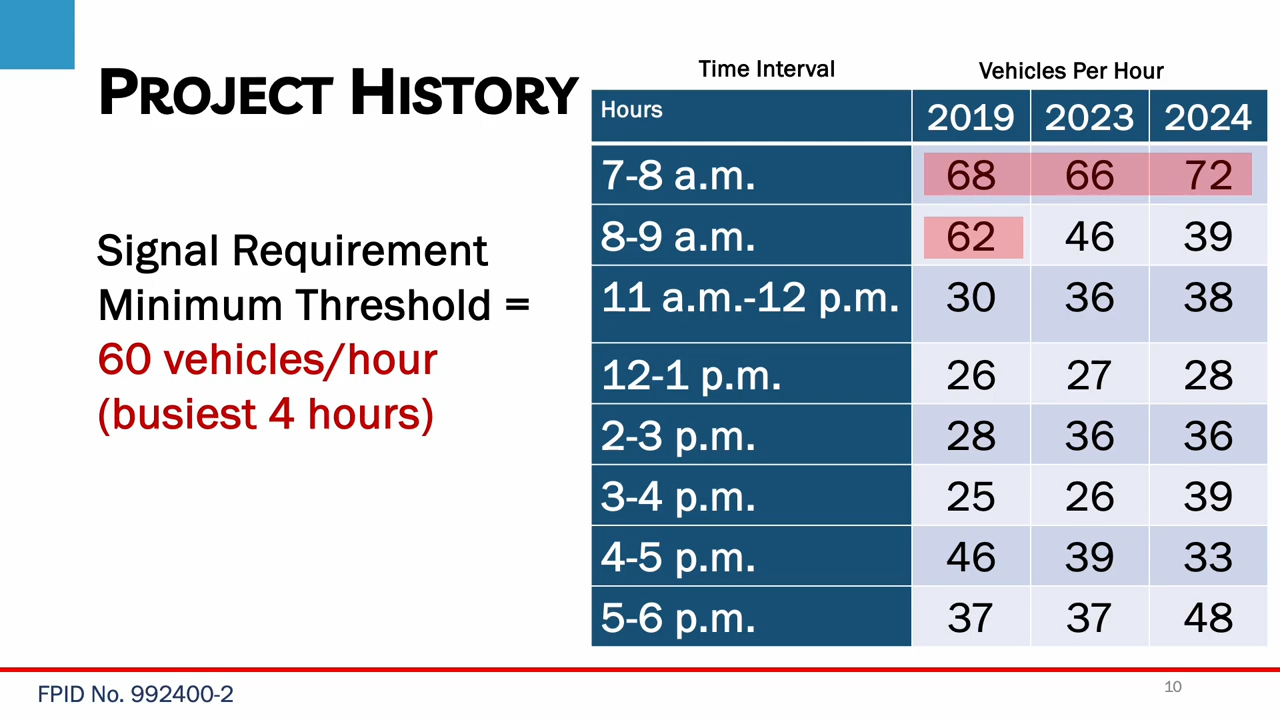 PROJECT HISTORY
Signal Requirement
Minimum Threshold =
60 vehicles/hour
(busiest 4 hours)
Time Interval Vehicles Per Hour
Hours 2019 2023 2024
7-8 a.m. 68 66 72
8-9 a.m. 62 46 39
11 a.m.-12 p.m. 30 36 38
12-1 p.m. 26 27 28
2-3 p.m. 28 36 36
3-4 p.m. 25 26 39
4-5 p.m. 46 39 33
5-6 p.m. 37 37 48
FPID No. 992400-2
10